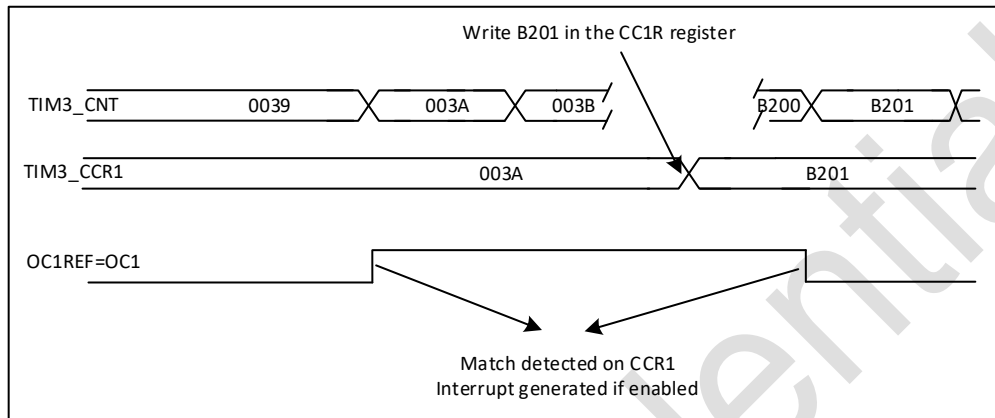 Write B201 in the CC1R register
TIM3_CNT 0039 003A 003B B200 B201
TIM3_CCR1 003A B201
OC1REF=OC1
Match detected on CCR1
Interrupt generated if enabled
ential